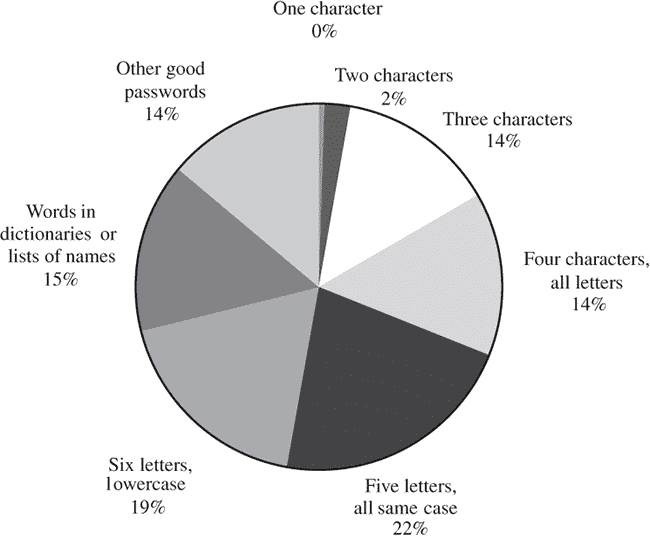 One character
0%
Two characters
2%
Three characters
14%
Four characters,
all letters
14%
Five letters,
all same case
22%
Six letters,
lowercase
19%
Words in
dictionaries or
lists of names
15%
Other good
passwords
14%